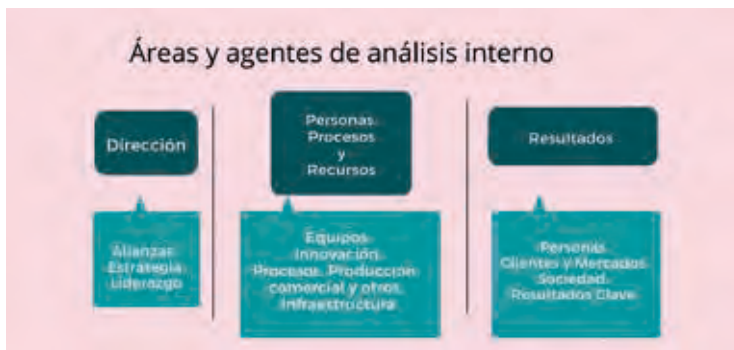 Áreas y agentes de análisis interno
Dirección
Personas.
Procesos
y
Recursos
Resultados
Alianzas.
Estrategia.
Liderazgo
Equipos.
Innovación.
Procesos. Producción
comercial y otros.
Infraestructura
Personas.
Clientes y Mercados.
Sociedad.
Resultados Clave